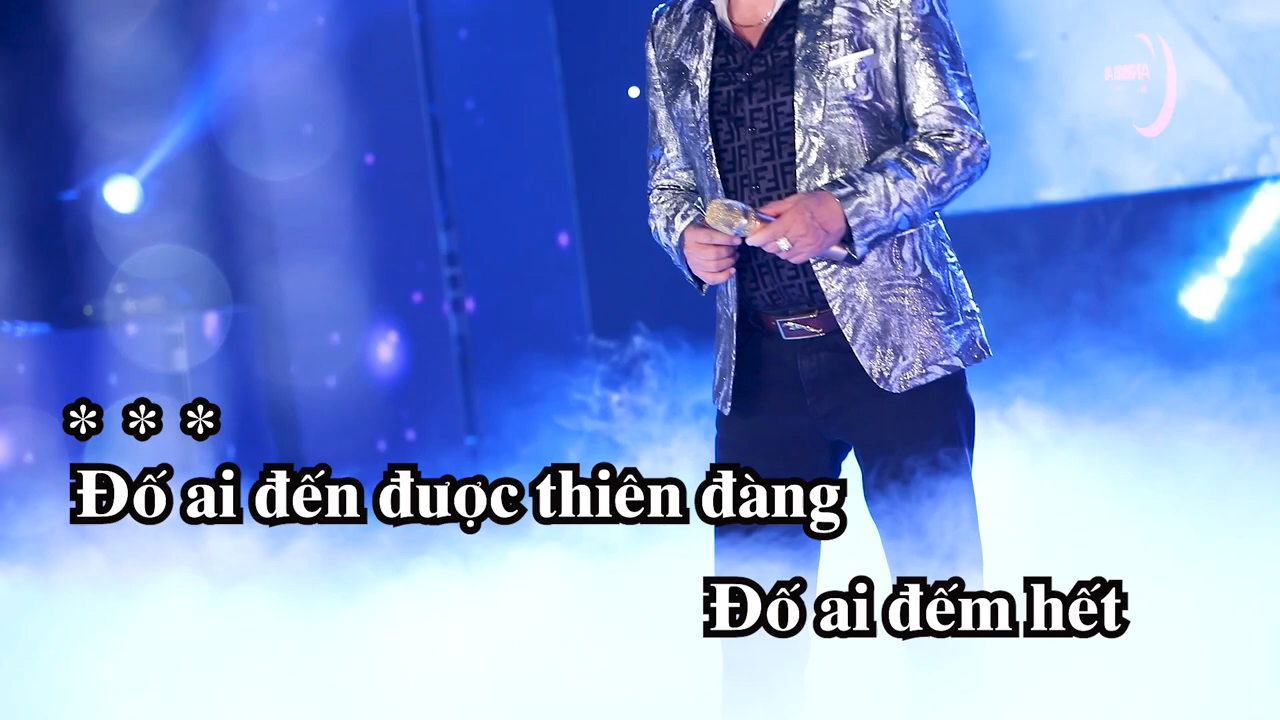 * * *
Đố ai đến được thiên đàng
Đố ai đếm hết